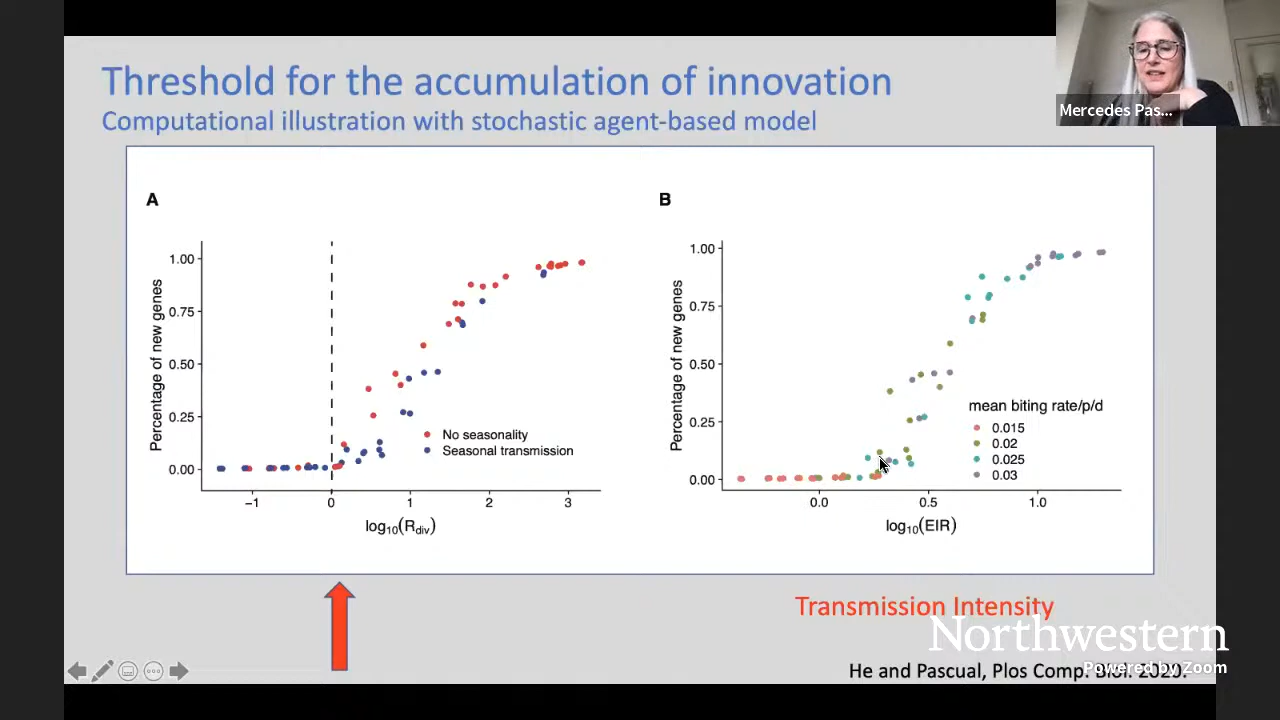 Threshold for the accumulation of innovation
Computational illustration with stochastic agent-based model
Mercedes Pas...
A
Percentage of new genes
1.00
0.75
0.50
0.25
0.00
−1
0
1
2
3
log10(Rdiv)
No seasonality
Seasonal transmission
B
Percentage of new genes
1.00
0.75
0.50
0.25
0.00
0.0
0.5
1.0
log10(EIR)
mean biting rate/p/d
0.015
0.02
0.025
0.03
Transmission Intensity
Northwestern
Powered by Zoom
He and Pascual, Plos Comp. Biol. 2020.